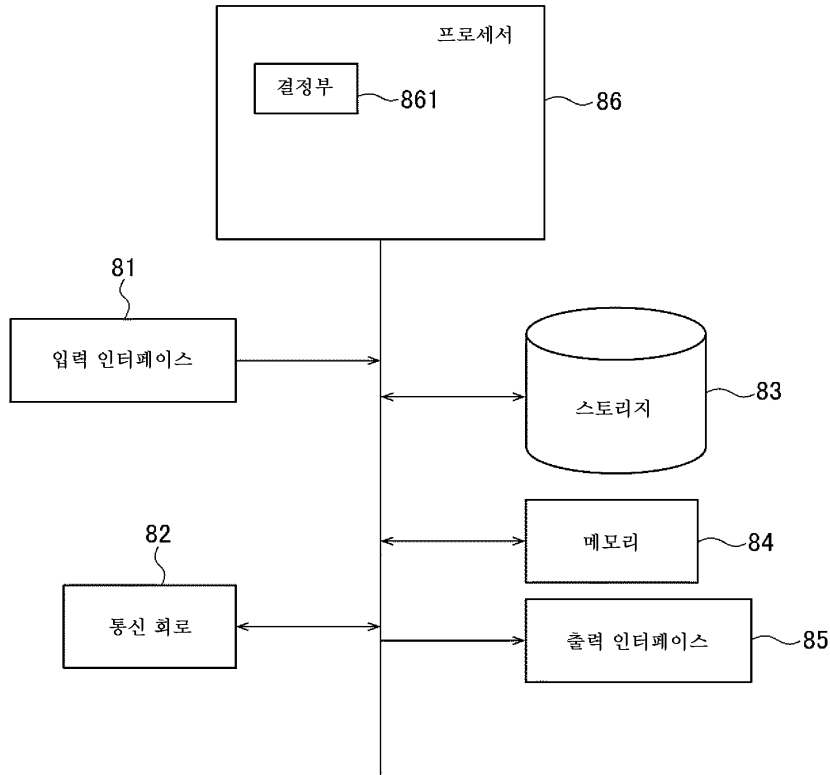 프로세서
결정부
861
86
81
입력 인터페이스
스토리지
83
82
메모리
84
통신 회로
출력 인터페이스
85